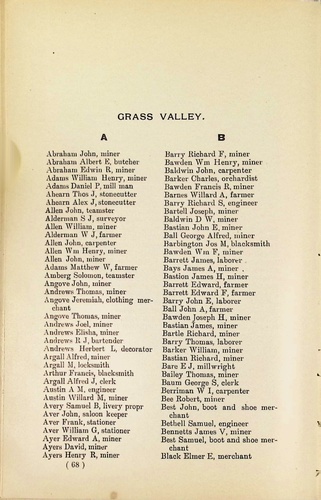 GRASS VALLEY.
A
Abraham John, miner
Abraham Albert E, butcher
Abraham Edwin R, miner
Adams William Henry, miner
Adams Daniel P, mill man
Ahearn Thos J, stonecutter
Ahearn Alex J, stonecutter
Allen John, teamster
Alderman S J, surveyor
Allen William, miner
Alderman W J, farmer
Allen John, carpenter
Allen Wm Henry, miner
Allen John, miner
Adams Matthew W, farmer
Amberg Solomon, teamster
Angove John, miner
Andrews Thomas, miner
Angove Jeremiah, clothing mer-
chant
Angove Thomas, miner
Andrews Joel, miner
Andrews Elisha, miner
Andrews R J, bartender
Andrews Herbert L, decorator
Argall Alfred, miner
Argall M, locksmith
Arthur Francis, blacksmith
Argall Alfred J, clerk
Austin A M, engineer
Austin Willard M, miner
Avery Samuel B, livery propr
Aver John, saloon keeper
Aver Frank, stationer
Aver William G, stationer
Ayer Edward A, miner
Ayers David, miner
Ayers Henry R, miner
B
Barry Richard F, miner
Bawden Wm Henry, miner
Baldwin John, carpenter
Barker Charles, orchardist
Bawden Francis R, miner
Barnes Willard A, farmer
Barry Richard S, engineer
Bartell Joseph, miner
Baldwin D W, miner
Bastian John E, miner
Ball George Alfred, miner
Barbington Jos M, blacksmith
Bawden Wm F, miner
Barrett James, laborer
Bays James A, miner
Bastion James H, miner
Barrett Edward, farmer
Barrett Edward F, farmer
Barry John E, laborer
Ball John A, farmer
Bawden Joseph H, miner
Bastian James, miner
Bartle Richard, miner
Barry Thomas, laborer
Barker William, miner
Bastian Richard, miner
Bare E J, millwright
Bailey Thomas, miner
Baum George S, clerk
Berriman W I, carpenter
Bee Robert, miner
Best John, boot and shoe mer-
chant
Bethell Samuel, engineer
Bennetts James V, miner
Best Samuel, boot and shoe mer-
chant
Black Elmer E, merchant
(68)